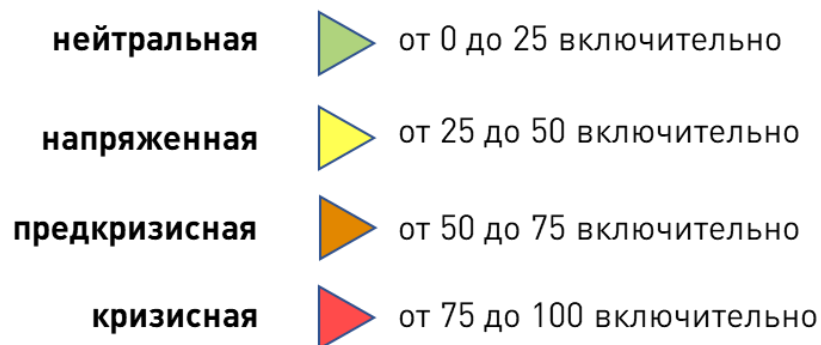 нейтральная от 0 до 25 включительно
напряженная от 25 до 50 включительно
предкризисная от 50 до 75 включительно
кризисная от 75 до 100 включительно